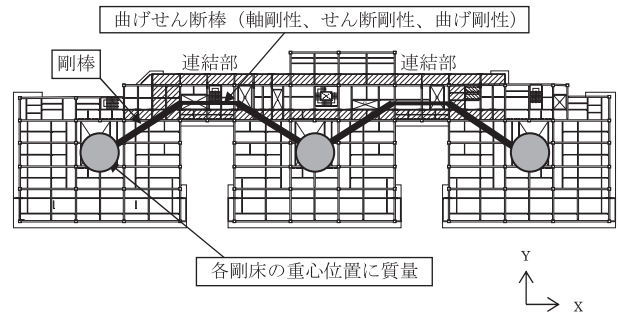 曲げせん断棒（軸剛性、せん断剛性、曲げ剛性）
連結部
連結部
剛棒
各剛床の重心位置に質量
Y
X